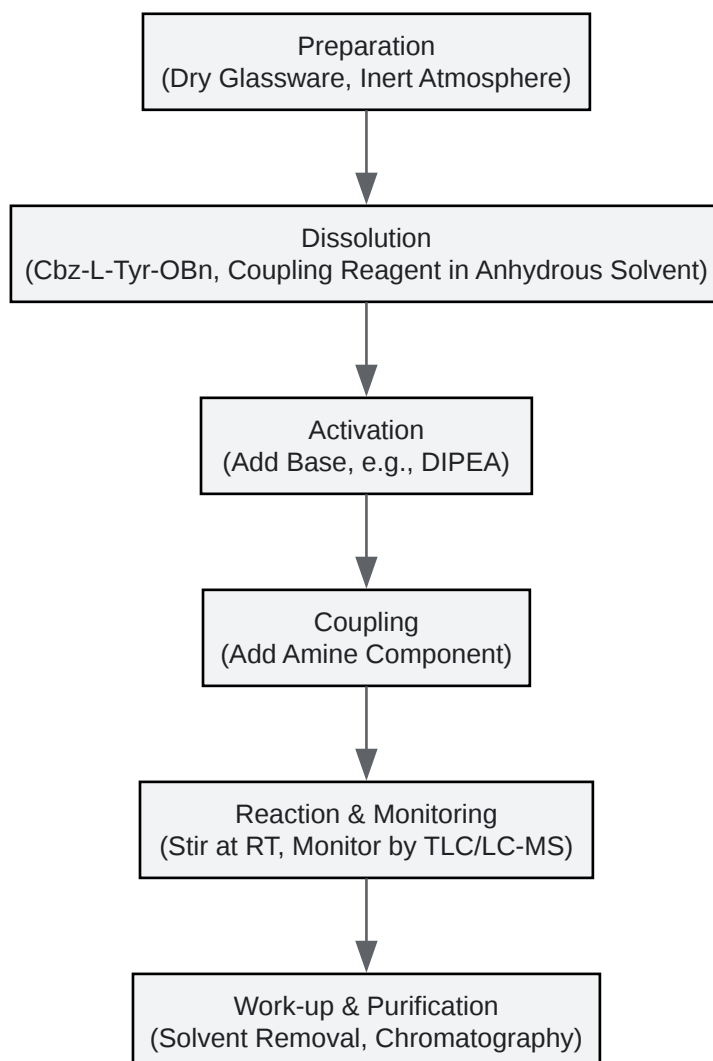 Preparation
(Dry Glassware, Inert Atmosphere)
Dissolution
(Cbz-L-Tyr-OBn, Coupling Reagent in Anhydrous Solvent)
Activation
(Add Base, e.g., DIPEA)
Coupling
(Add Amine Component)
Reaction & Monitoring
(Stir at RT, Monitor by TLC/LC-MS)
Work-up & Purification
(Solvent Removal, Chromatography)